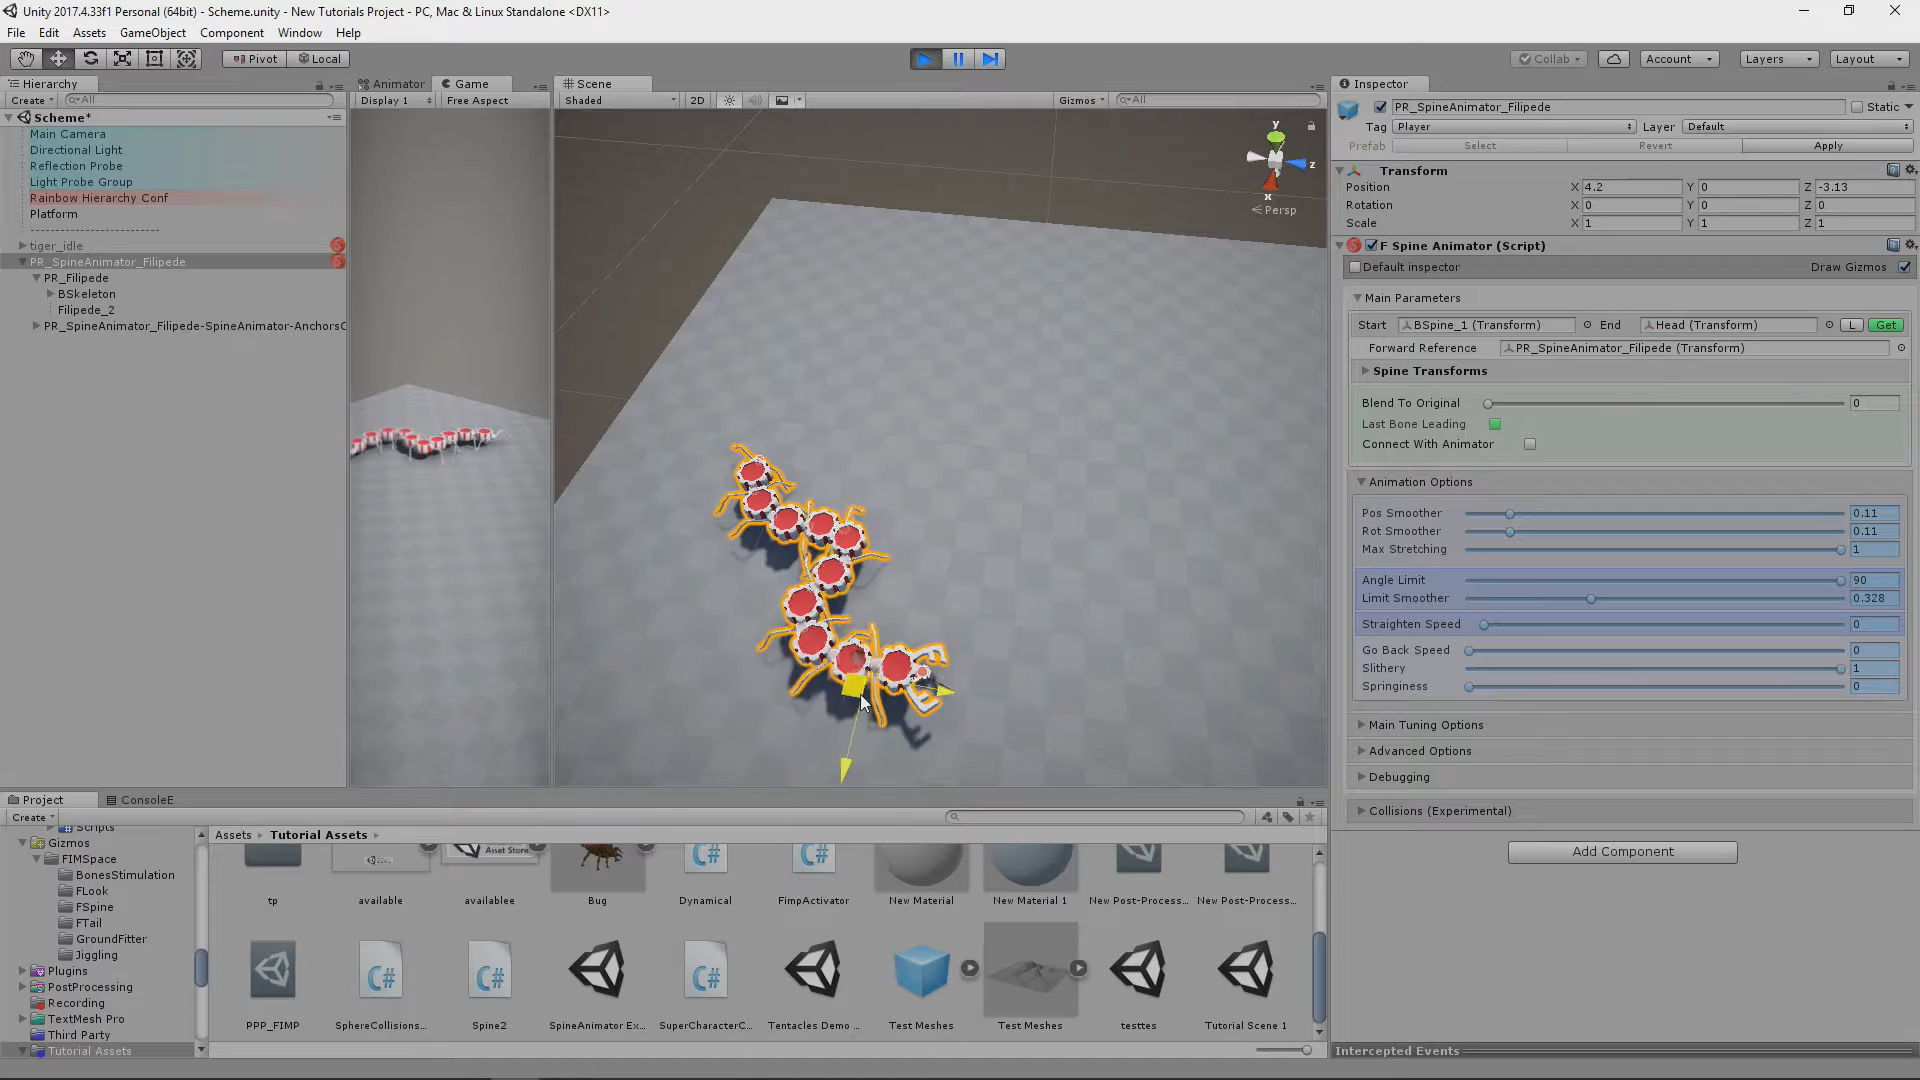 Unity 2017.4.33f1 Personal (64bit) - Scheme.unity - New Tutorials Project - PC, Mac & Linux Standalone <DX11>
File Edit Assets GameObject Component Window Help
Pivot Local Collab Account Layers Layout
Hierarchy
Create All
Scheme*
Main Camera
Directional Light
Reflection Probe
Light Probe Group
Rainbow Hierarchy Conf
Platform
------------------------
tiger_idle
PR_SpineAnimator_Filipede
PR_Filipede
BSkeleton
Filipede_2
PR_SpineAnimator_Filipede-SpineAnimator-AnchorsC
Animator Game
Display 1 Free Aspect
Scene
Shaded 2D Gizmos All
y
z
x
Persp
Inspector
PR_SpineAnimator_Filipede Static
Tag Player Layer Default
Prefab Select Revert Apply
Transform
Position X 4.2 Y 0 Z -3.13
Rotation X 0 Y 0 Z 0
Scale X 1 Y 1 Z 1
F Spine Animator (Script)
Default inspector Draw Gizmos
Main Parameters
Start BSpine_1 (Transform) End Head (Transform) L Get
Forward Reference PR_SpineAnimator_Filipede (Transform)
Spine Transforms
Blend To Original 0
Last Bone Leading
Connect With Animator
Animation Options
Pos Smoother 0.11
Rot Smoother 0.11
Max Stretching 1
Angle Limit 90
Limit Smoother 0.328
Straighten Speed 0
Go Back Speed 0
Slithery 1
Springiness 0
Main Tuning Options
Advanced Options
Debugging
Collisions (Experimental)
Add Component
Intercepted Events
Project ConsoleE
Create
Scripts
Gizmos
FIMSpace
BonesStimulation
FLook
FSpine
FTail
GroundFitter
Jiggling
Plugins
PostProcessing
Recording
TextMesh Pro
Third Party
Tutorial Assets
Assets Tutorial Assets
Asset Store
C# C#
tp available availablee Bug Dynamical FimpActivator New Material New Material 1 New Post-Process... New Post-Process...
C# C# C#
PPP_FIMP SphereCollisions... Spine2 SpineAnimator Ex... SuperCharacterC... Tentacles Demo ... Test Meshes Test Meshes testtes Tutorial Scene 1